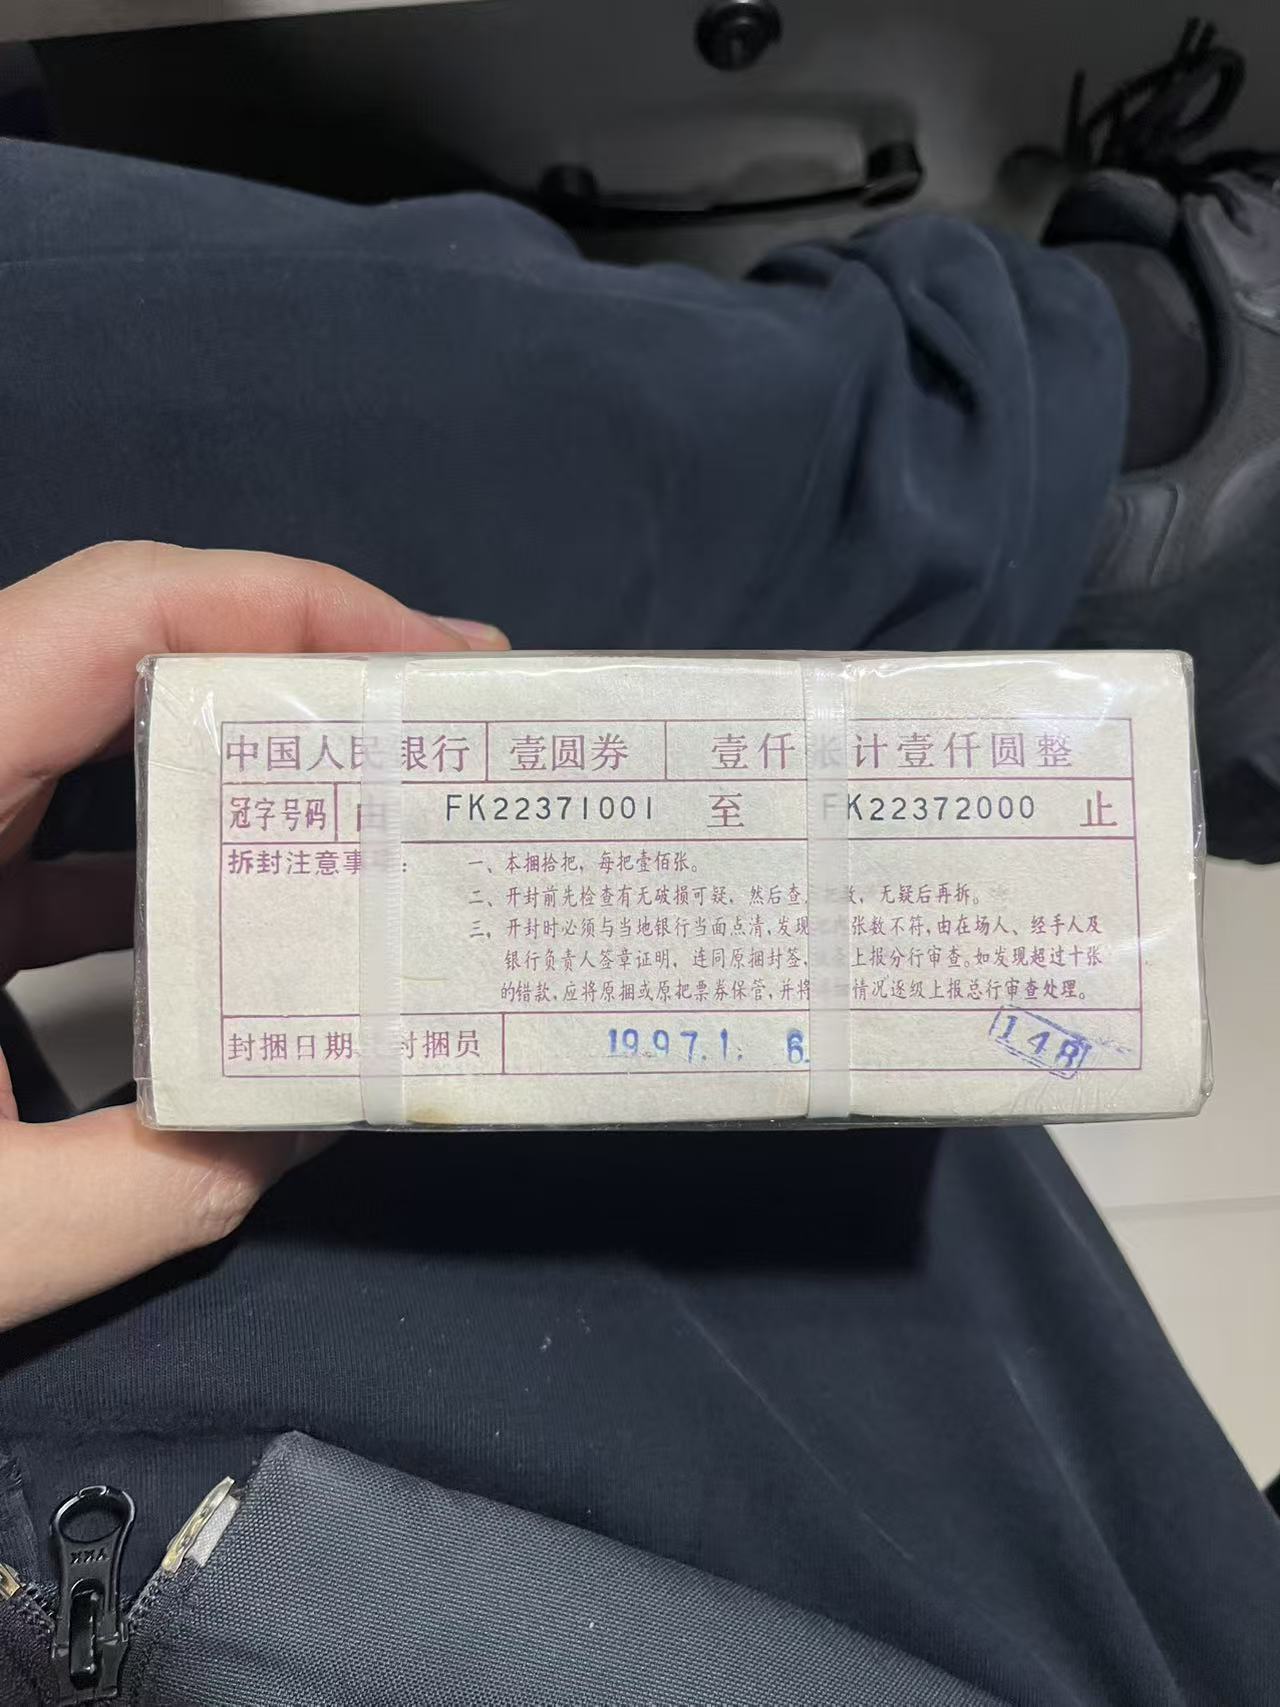 中国人民银行 壹圆券 壹仟张计壹仟圆整
冠字号码 由 FK22371001 至 FK22372000 止
拆封注意事 : 一、本捆拾把，每把壹佰张。
二、开封前先检查有无破损可疑，然后查 数，无疑后再拆。
三、开封时必须与当地银行当面点清，发现 张数不符，由在场人、经手人及
银行负责人签章证明，连同原捆封签， 上报分行审查。如发现超过十张
的错款，应将原捆或原把票券保管，并将 情况逐级上报总行审查处理。
封捆日期、封捆员 1997.1. 6 148
YKK